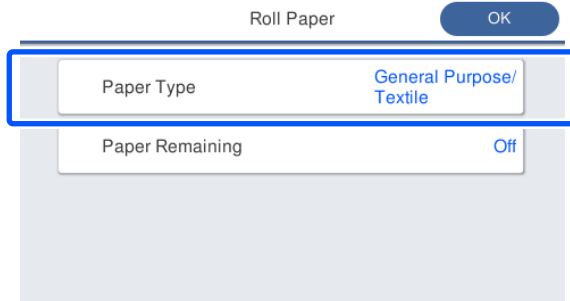 Roll Paper OK
Paper Type General Purpose/
Textile
Paper Remaining Off